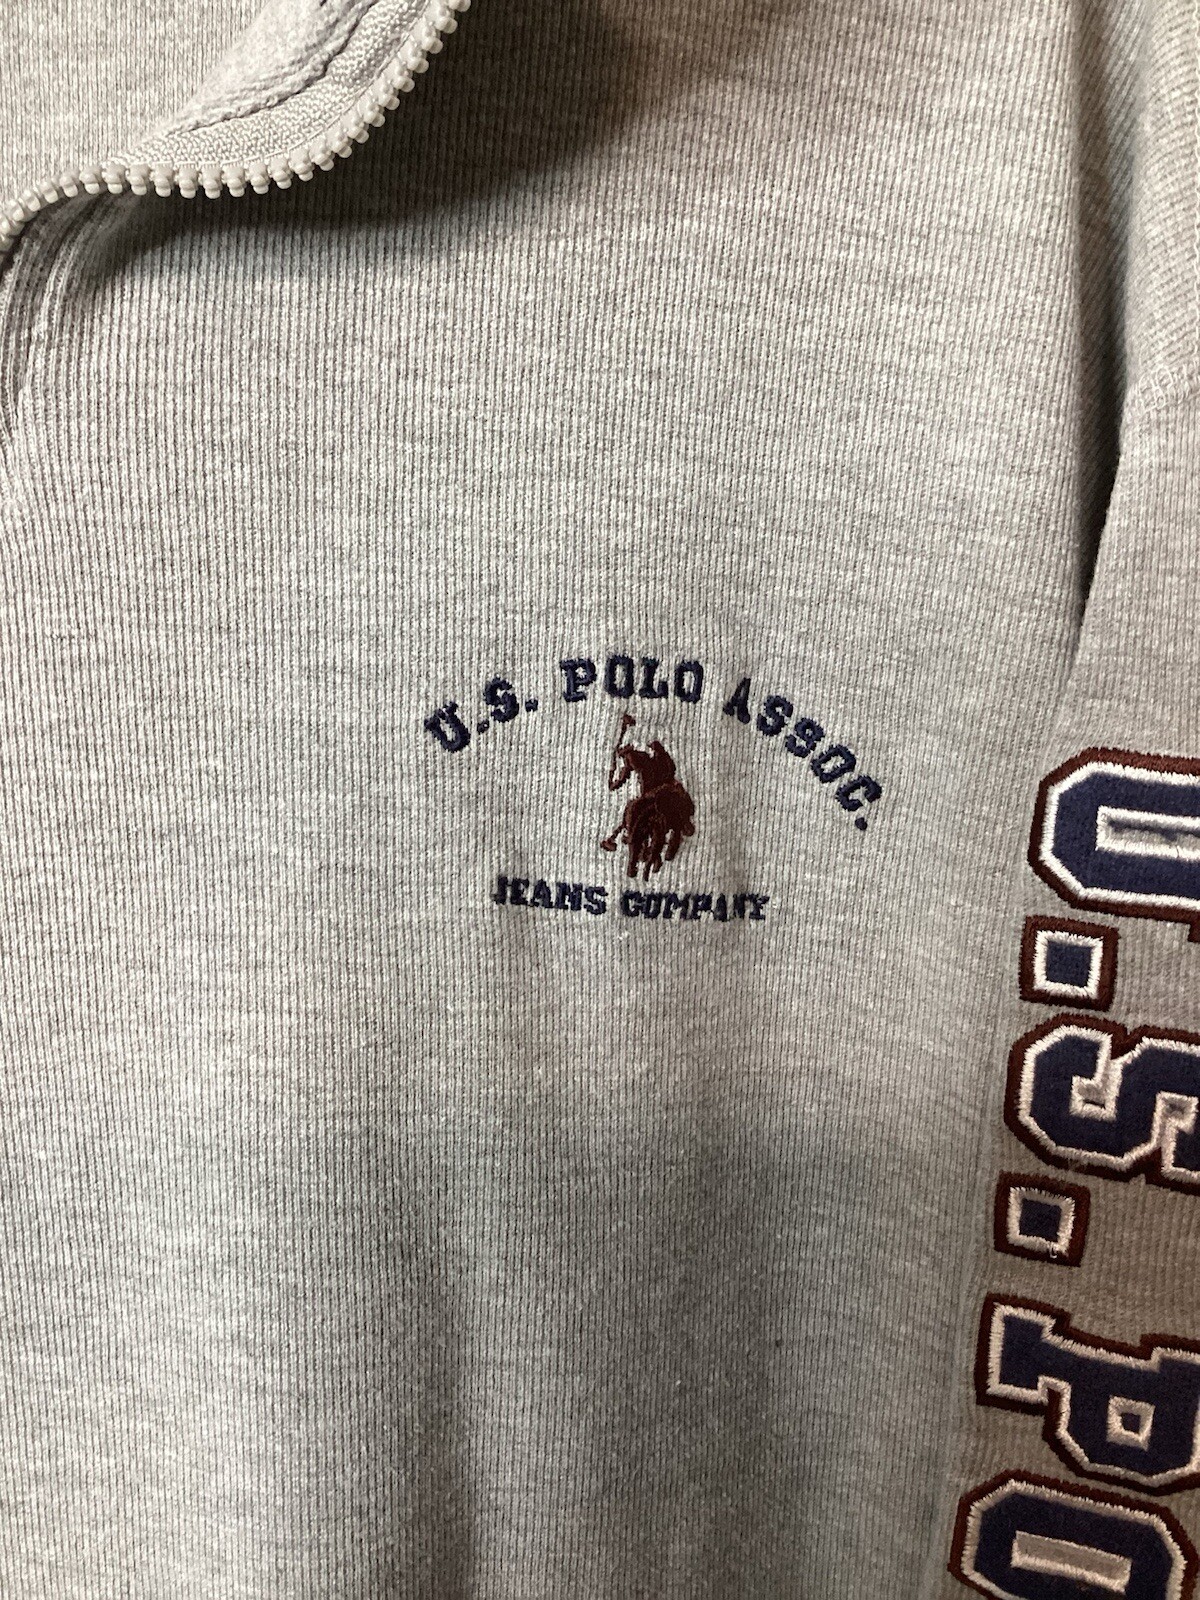 U.S. POLO ASSOC.
JEANS COMPANY
U.S. PO